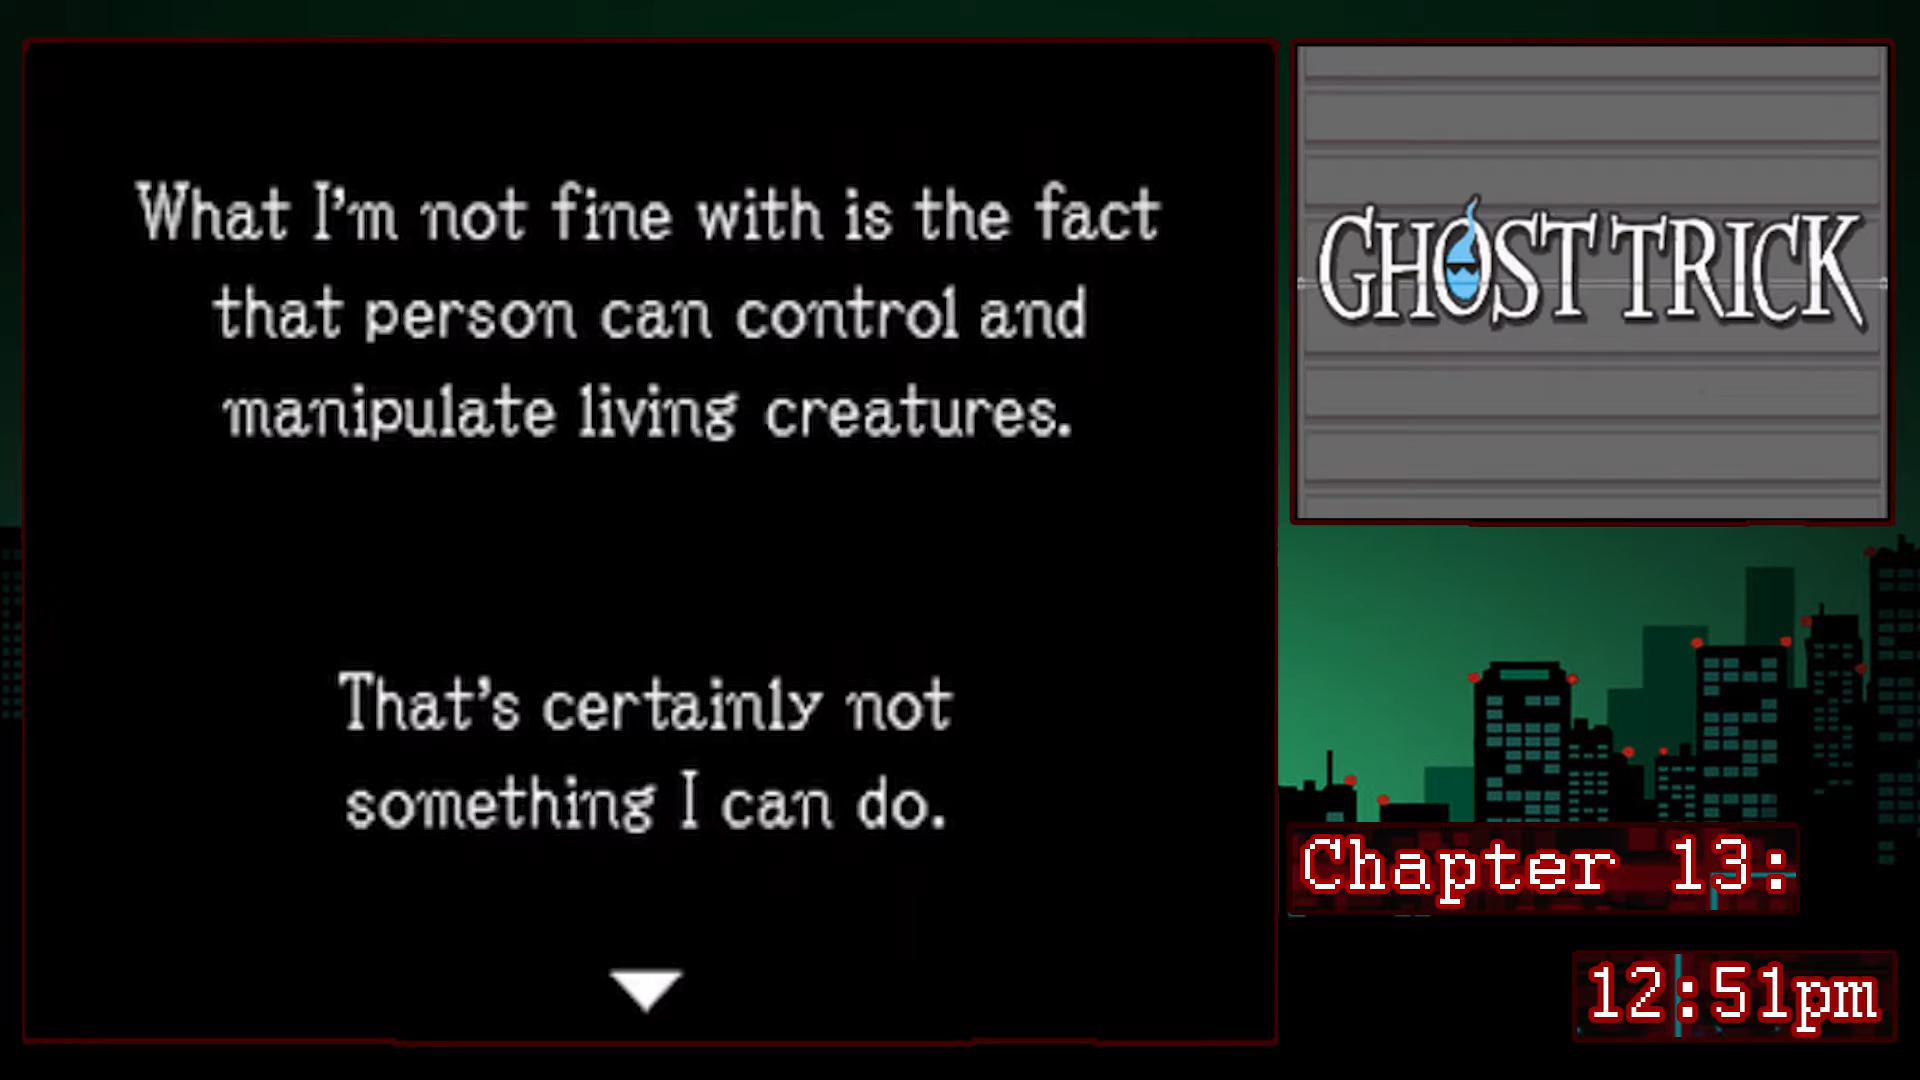 What I'm not fine with is the fact
that person can control and
manipulate living creatures.
That's certainly not
something I can do.
GHOST TRICK
Chapter 13:
12:51pm